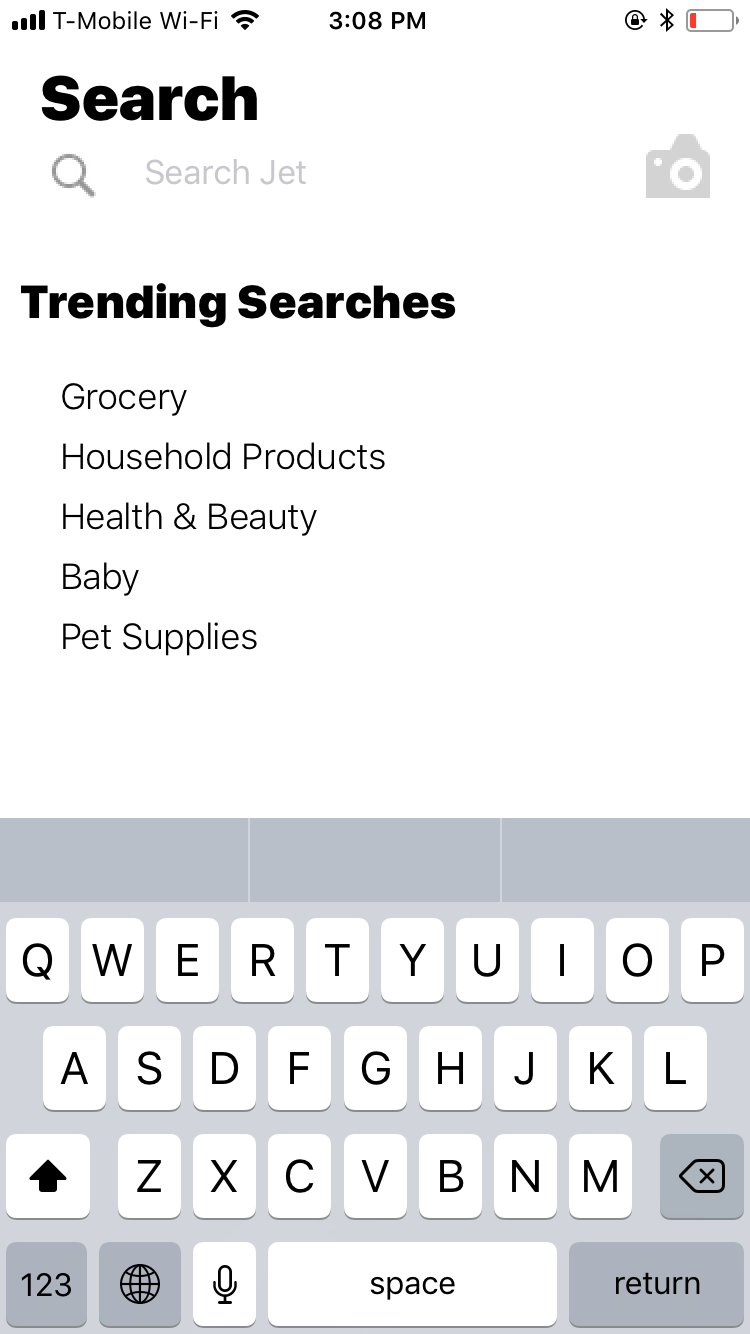 T-Mobile Wi-Fi 3:08 PM
Search
Search Jet
Trending Searches
Grocery
Household Products
Health & Beauty
Baby
Pet Supplies
Q W E R T Y U I O P
A S D F G H J K L
Z X C V B N M
123 space return